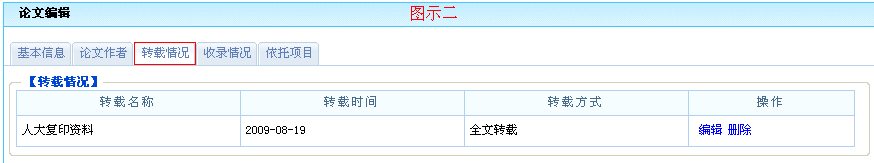 论文编辑 图示二
基本信息 论文作者 转载情况 收录情况 依托项目
【转载情况】
转载名称 转载时间 转载方式 操作
人大复印资料 2009-08-19 全文转载 编辑 删除